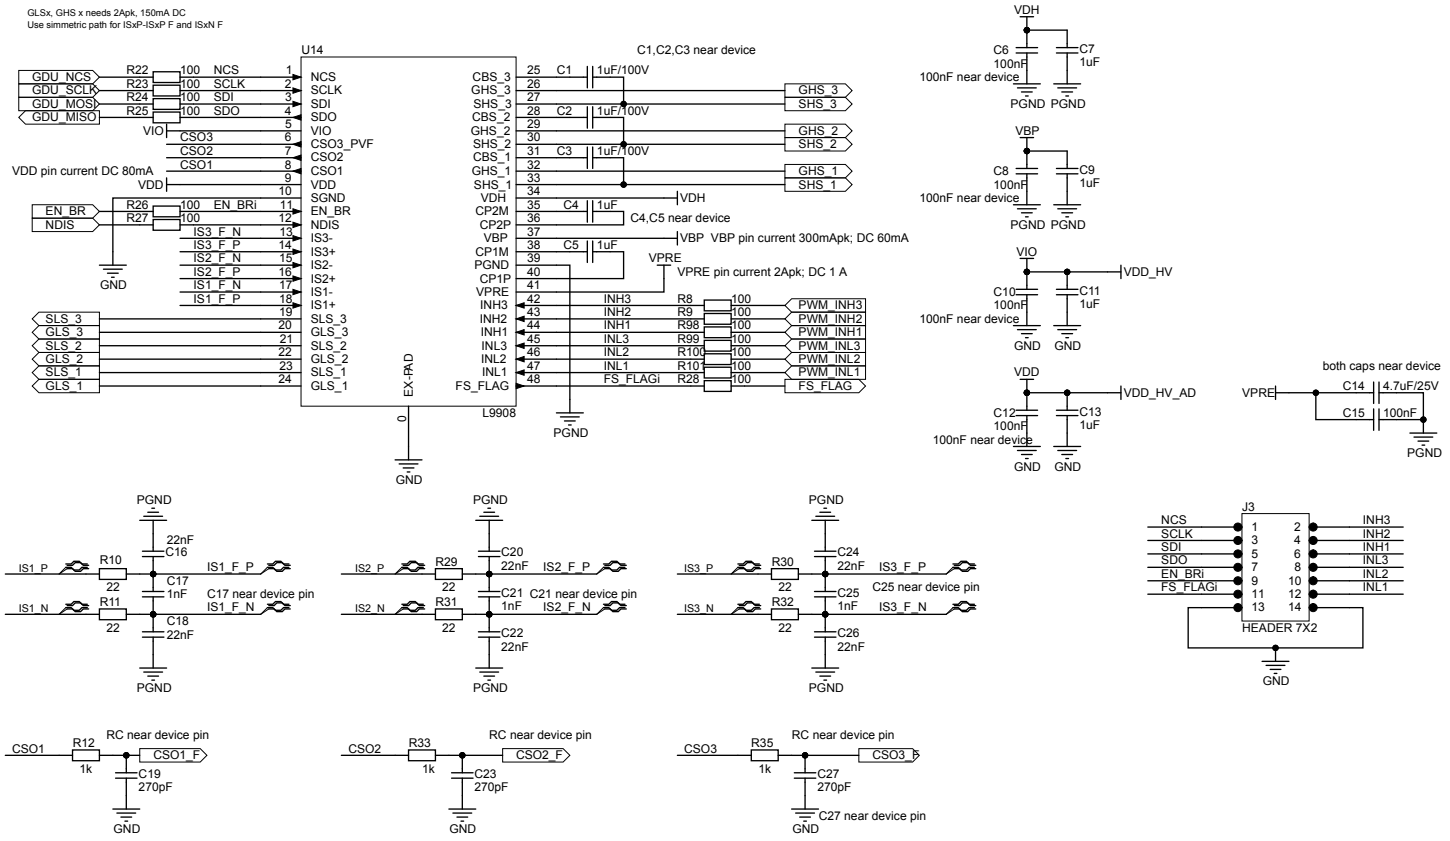 GLSx, GHS x needs 2Apk, 150mA DC
Use simmetric path for ISxP-ISxP F and ISxN F
U14
C1,C2,C3 near device
GDU_NCS R22 100 NCS 1 NCS
GDU_SCLK R23 100 SCLK 2 SCLK
GDU_MOSI R24 100 SDI 3 SDI
GDU_MISO R25 100 SDO 4 SDO
VIO 5 VIO
CSO3 6 CSO3_PVF
CSO2 7 CSO2
CSO1 8 CSO1
VDD pin current DC 80mA
VDD 9 VDD
10 SGND
EN_BR R26 100 EN_BRi 11 EN_BR
NDIS R27 100 12 NDIS
IS3_F_N 13 IS3-
IS3_F_P 14 IS3+
IS2_F_N 15 IS2-
IS2_F_P 16 IS2+
IS1_F_N 17 IS1-
IS1_F_P 18 IS1+
GND
SLS_3 19 SLS_3
GLS_3 20 GLS_3
SLS_2 21 SLS_2
GLS_2 22 GLS_2
SLS_1 23 SLS_1
GLS_1 24 GLS_1
EX-PAD
0
GND
L9908
CBS_3 25 C1 1uF/100V
GHS_3 26 GHS_3
SHS_3 27 SHS_3
CBS_2 28 C2 1uF/100V
GHS_2 29 GHS_2
SHS_2 30 SHS_2
CBS_1 31 C3 1uF/100V
GHS_1 32 GHS_1
SHS_1 33 SHS_1
VDH 34 VDH
CP2M 35 C4 1uF
CP2P 36 C4,C5 near device
VBP 37 VBP VBP pin current 300mApk; DC 60mA
CP1M 38 C5 1uF
PGND 39
CP1P 40
VPRE 41
VPRE
VPRE pin current 2Apk; DC 1 A
INH3 42 INH3 R8 100 PWM_INH3
INH2 43 INH2 R9 100 PWM_INH2
INH1 44 INH1 R98 100 PWM_INH1
INL3 45 INL3 R99 100 PWM_INL3
INL2 46 INL2 R100 100 PWM_INL2
INL1 47 INL1 R101 100 PWM_INL1
FS_FLAG 48 FS_FLAGi R28 100 FS_FLAG
PGND
VDH
C6 C7
100nF 1uF
100nF near device
PGND PGND
VBP
C8 C9
100nF 1uF
100nF near device
PGND PGND
VIO
VDD_HV
C10 C11
100nF 1uF
100nF near device
GND GND
VDD
VDD_HV_AD
C12 C13
100nF 1uF
100nF near device
GND GND
both caps near device
VPRE C14 4.7uF/25V
C15 100nF
PGND
PGND
22nF
C16
IS1_P R10 22 IS1_F_P
C17 C17 near device pin
1nF
IS1_N R11 22 IS1_F_N
C18
22nF
PGND
PGND
C20
22nF
IS2_P R29 22 IS2_F_P
C21 C21 near device pin
1nF
IS2_N R31 22 IS2_F_N
C22
22nF
PGND
PGND
C24
22nF
IS3_P R30 22 IS3_F_P
C25 C25 near device pin
1nF
IS3_N R32 22 IS3_F_N
C26
22nF
PGND
J3
NCS 1 2 INH3
SCLK 3 4 INH2
SDI 5 6 INH1
SDO 7 8 INL3
EN_BRi 9 10 INL2
FS_FLAGi 11 12 INL1
13 14
HEADER 7X2
GND
RC near device pin
CSO1 R12 1k CSO1_F
C19
270pF
GND
RC near device pin
CSO2 R33 1k CSO2_F
C23
270pF
GND
RC near device pin
CSO3 R35 1k CSO3_F
C27
270pF
C27 near device pin
GND